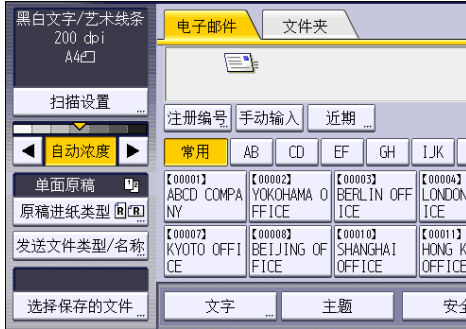 黑白文字/艺术线条
200 dpi
A4
扫描设置
自动浓度
单面原稿
原稿进纸类型
发送文件类型/名称
选择保存的文件
电子邮件
文件夹
注册编号
手动输入
近期
常用
AB
CD
EF
GH
IJK
【00001】
ABCD COMPA
NY
【00002】
YOKOHAMA O
FFICE
【00003】
BERLIN OFF
ICE
【00004】
LONDON
ICE
【00007】
KYOTO OFFI
CE
【00008】
BEIJING OF
FICE
【00010】
SHANGHAI
OFFICE
【00011】
HONG K
OFFICE
文字
主题
安全